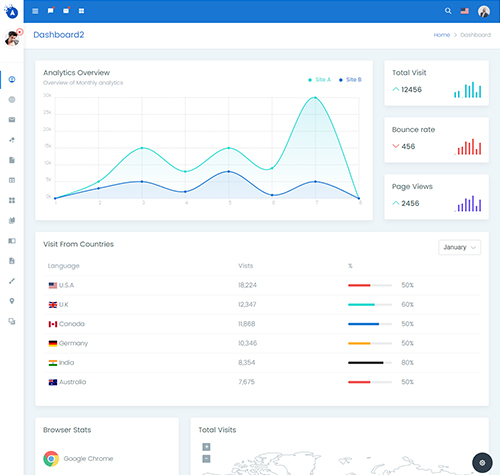 A
Dashboard2
Home > Dashboard
Analytics Overview
Overview of Monthly analytics
Site A
Site B
30k
25k
20k
15k
10k
5k
0k
2 3 4 5 6 7 8
Total Visit
12456
Bounce rate
456
Page Views
2456
Visit From Countries
January
Language Vists %
U.S.A 18,224 50%
U.K 12,347 60%
Canada 11,868 50%
Germany 10,346 50%
India 8,354 80%
Australia 7,675 50%
Browser Stats
Google Chrome
Total Visits
+